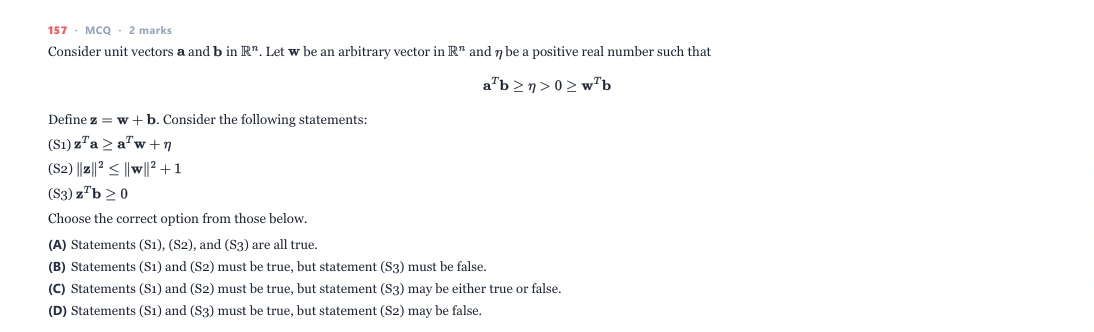 157 · MCQ · 2 marks
Consider unit vectors a and b in ℝⁿ. Let w be an arbitrary vector in ℝⁿ and η be a positive real number such that
aᵀb ≥ η > 0 ≥ wᵀb
Define z = w + b. Consider the following statements:
(S1) zᵀa ≥ aᵀw + η
(S2) ‖z‖² ≤ ‖w‖² + 1
(S3) zᵀb ≥ 0
Choose the correct option from those below.
(A) Statements (S1), (S2), and (S3) are all true.
(B) Statements (S1) and (S2) must be true, but statement (S3) must be false.
(C) Statements (S1) and (S2) must be true, but statement (S3) may be either true or false.
(D) Statements (S1) and (S3) must be true, but statement (S2) may be false.